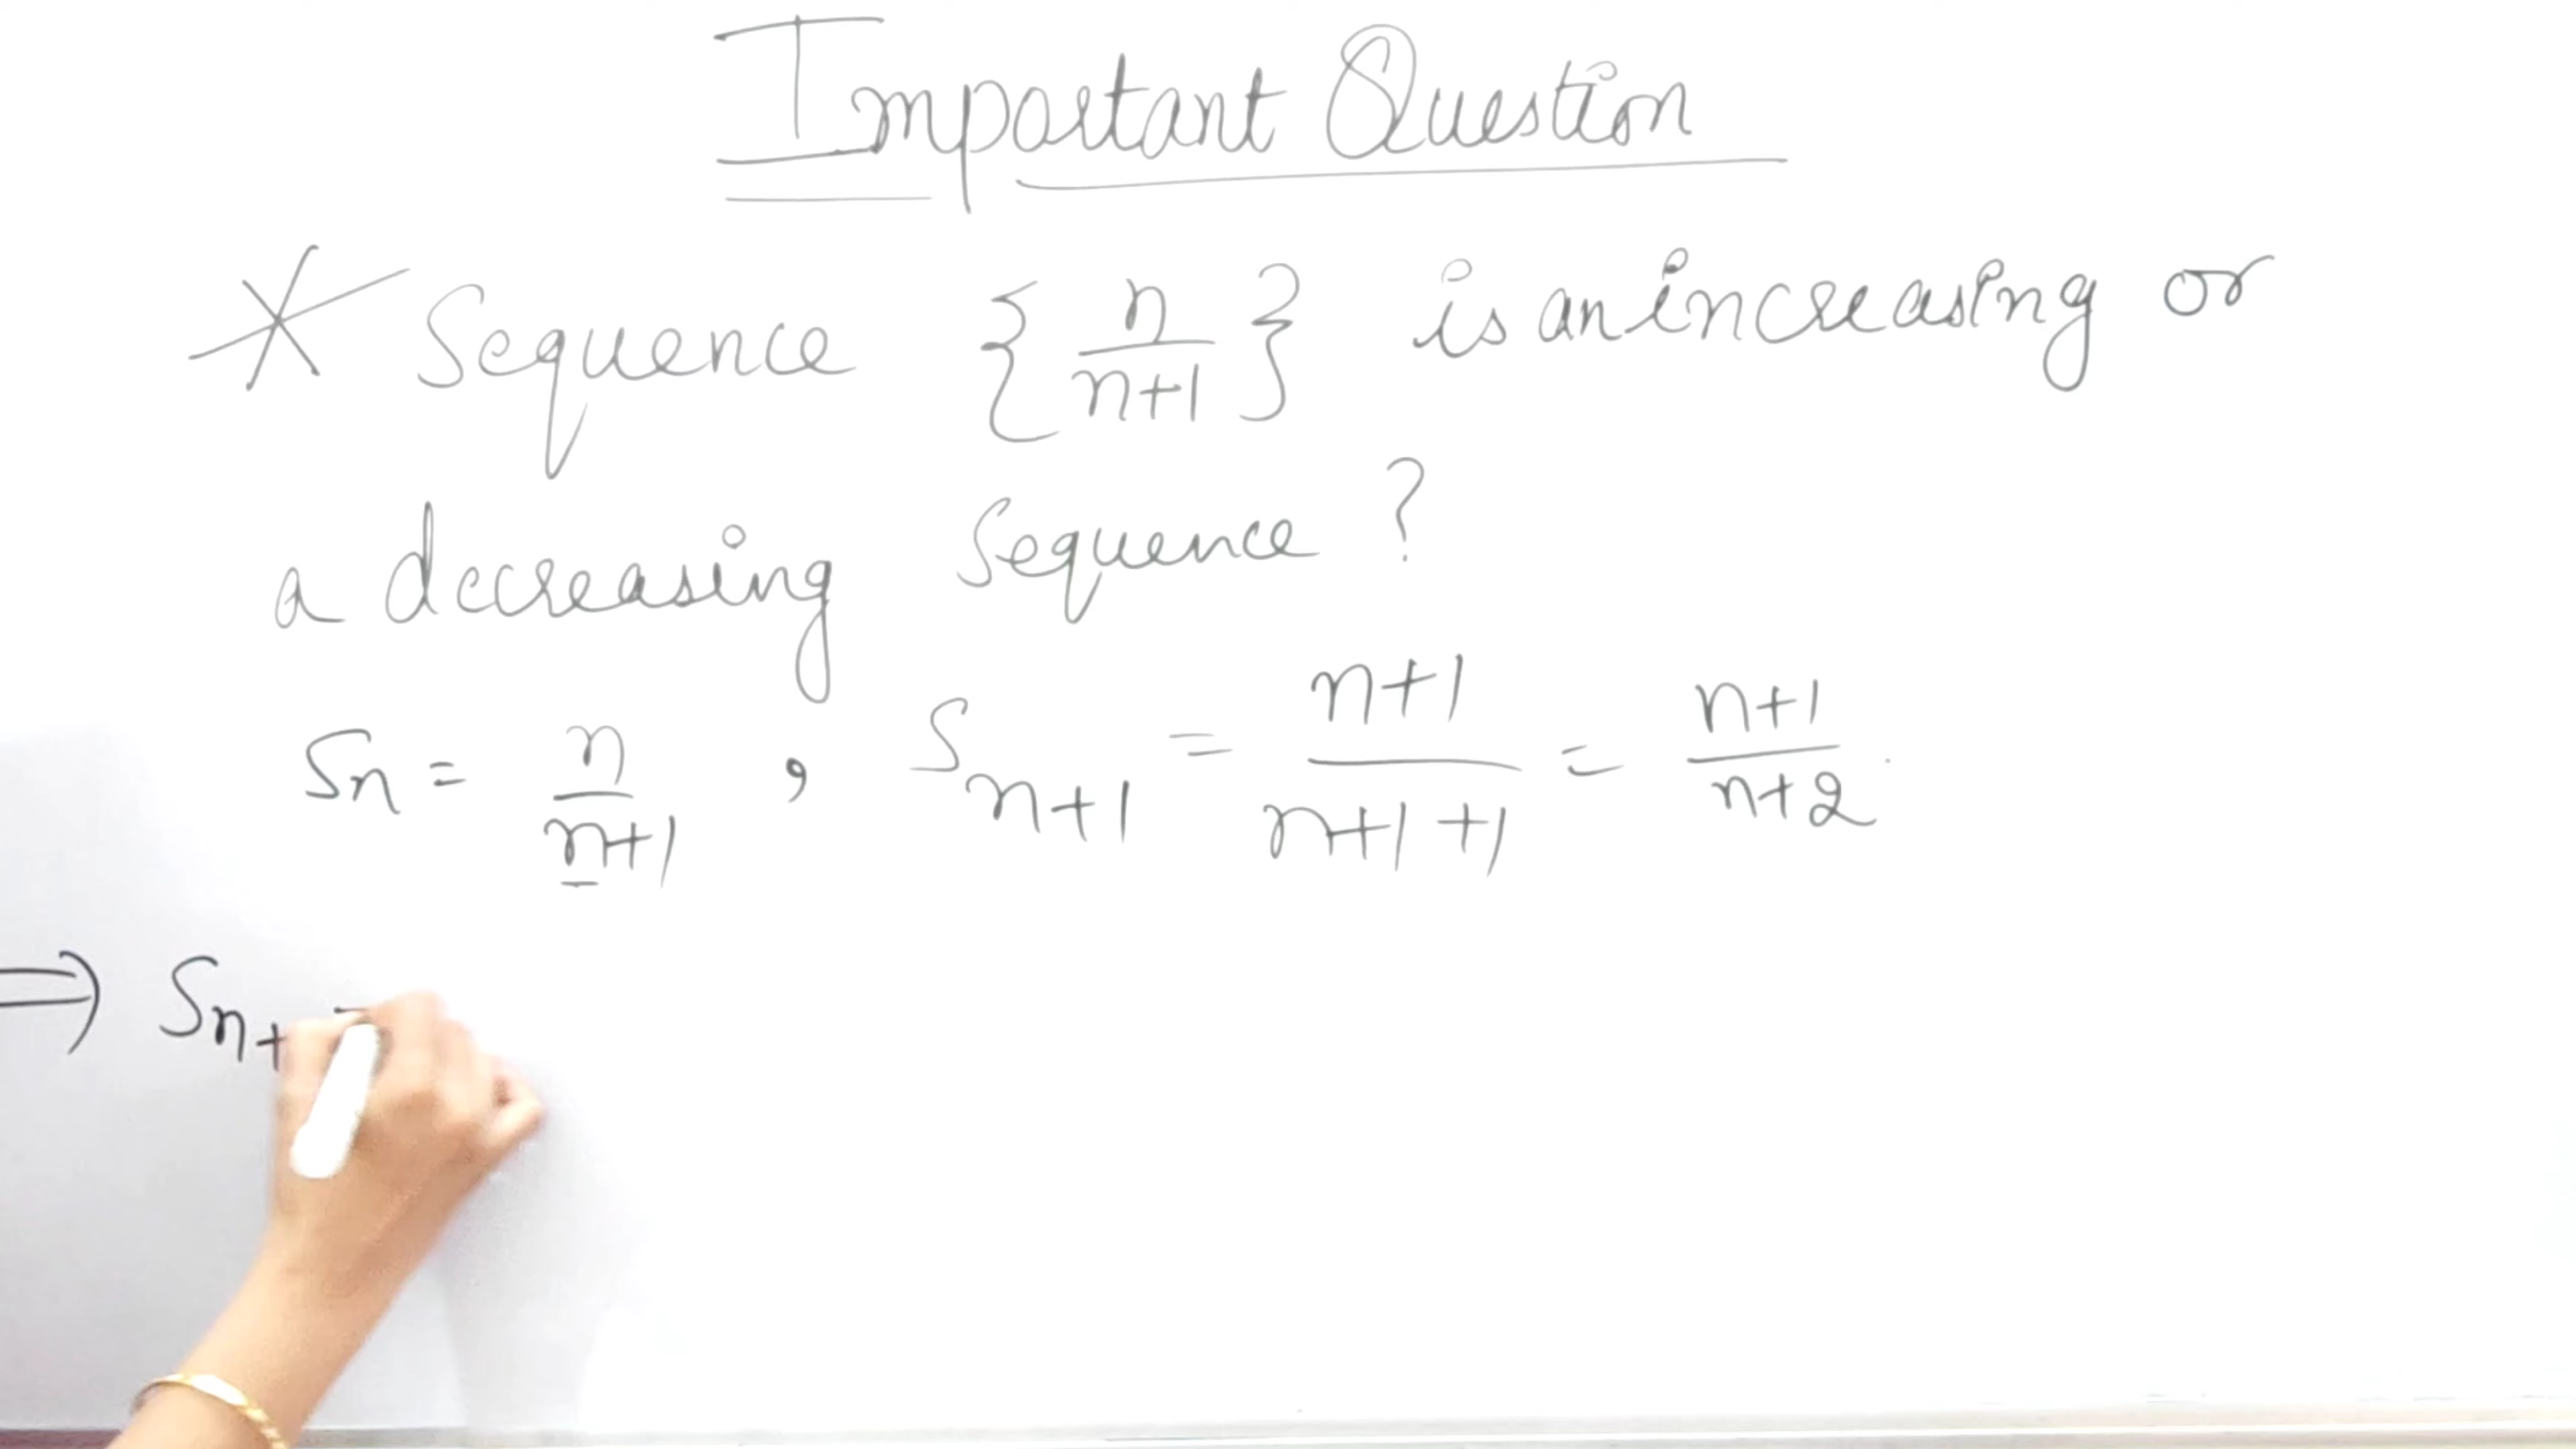 Important Question
* Sequence {n/(n+1)} is an increasing or
a decreasing Sequence ?
Sn = n/(n+1) , Sn+1 = (n+1)/(n+1+1) = (n+1)/(n+2)
⇒ Sn+